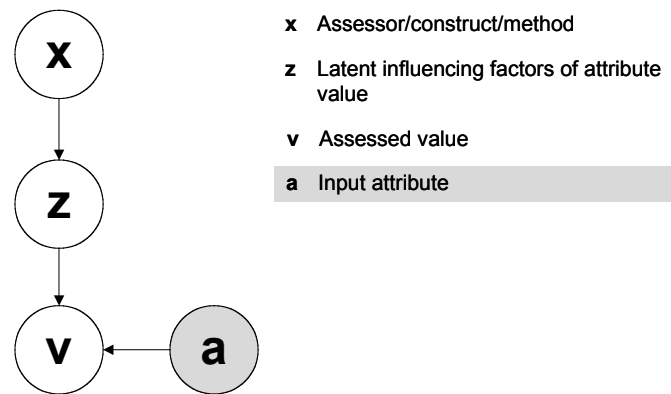 x
x Assessor/construct/method
z Latent influencing factors of attribute
value
z
v Assessed value
a Input attribute
v
a